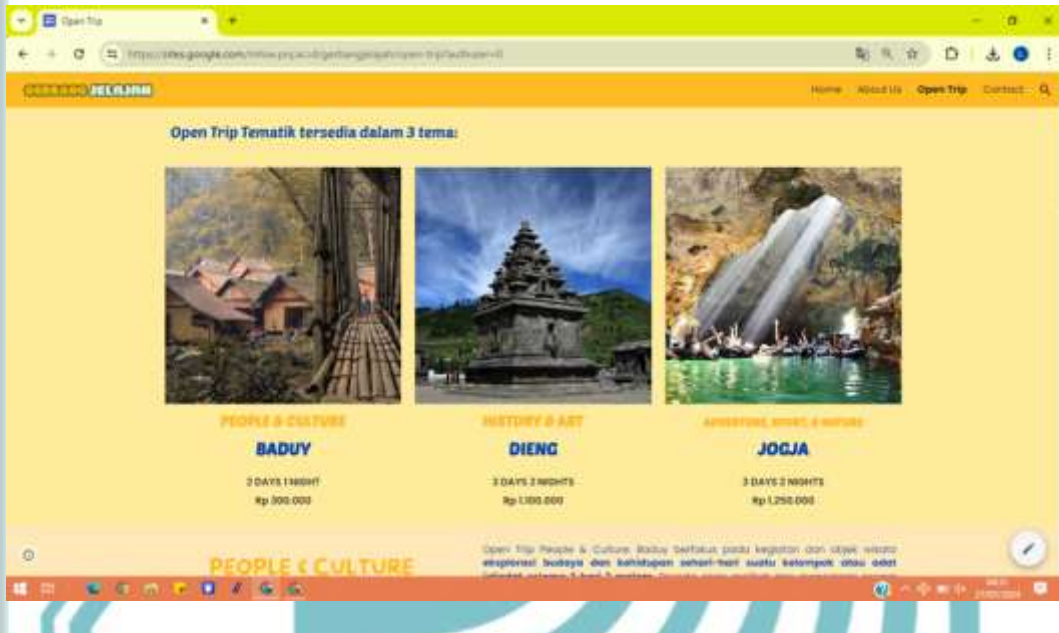 Open Trip
GERBANG JELAJAH
Home About Us Open Trip Contact
Open Trip Tematik tersedia dalam 3 tema:
PEOPLE & CULTURE
BADUY
2 DAYS 1 NIGHT
Rp 300.000
HISTORY & ART
DIENG
3 DAYS 2 NIGHTS
Rp 1.100.000
ADVENTURE, SPORT, & NATURE
JOGJA
3 DAYS 2 NIGHTS
Rp 1.250.000
PEOPLE & CULTURE
Open Trip People & Culture Baduy berfokus pada kegiatan dan objek wisata
eksplorasi budaya dan kehidupan sehari-hari suatu kelompok atau adat